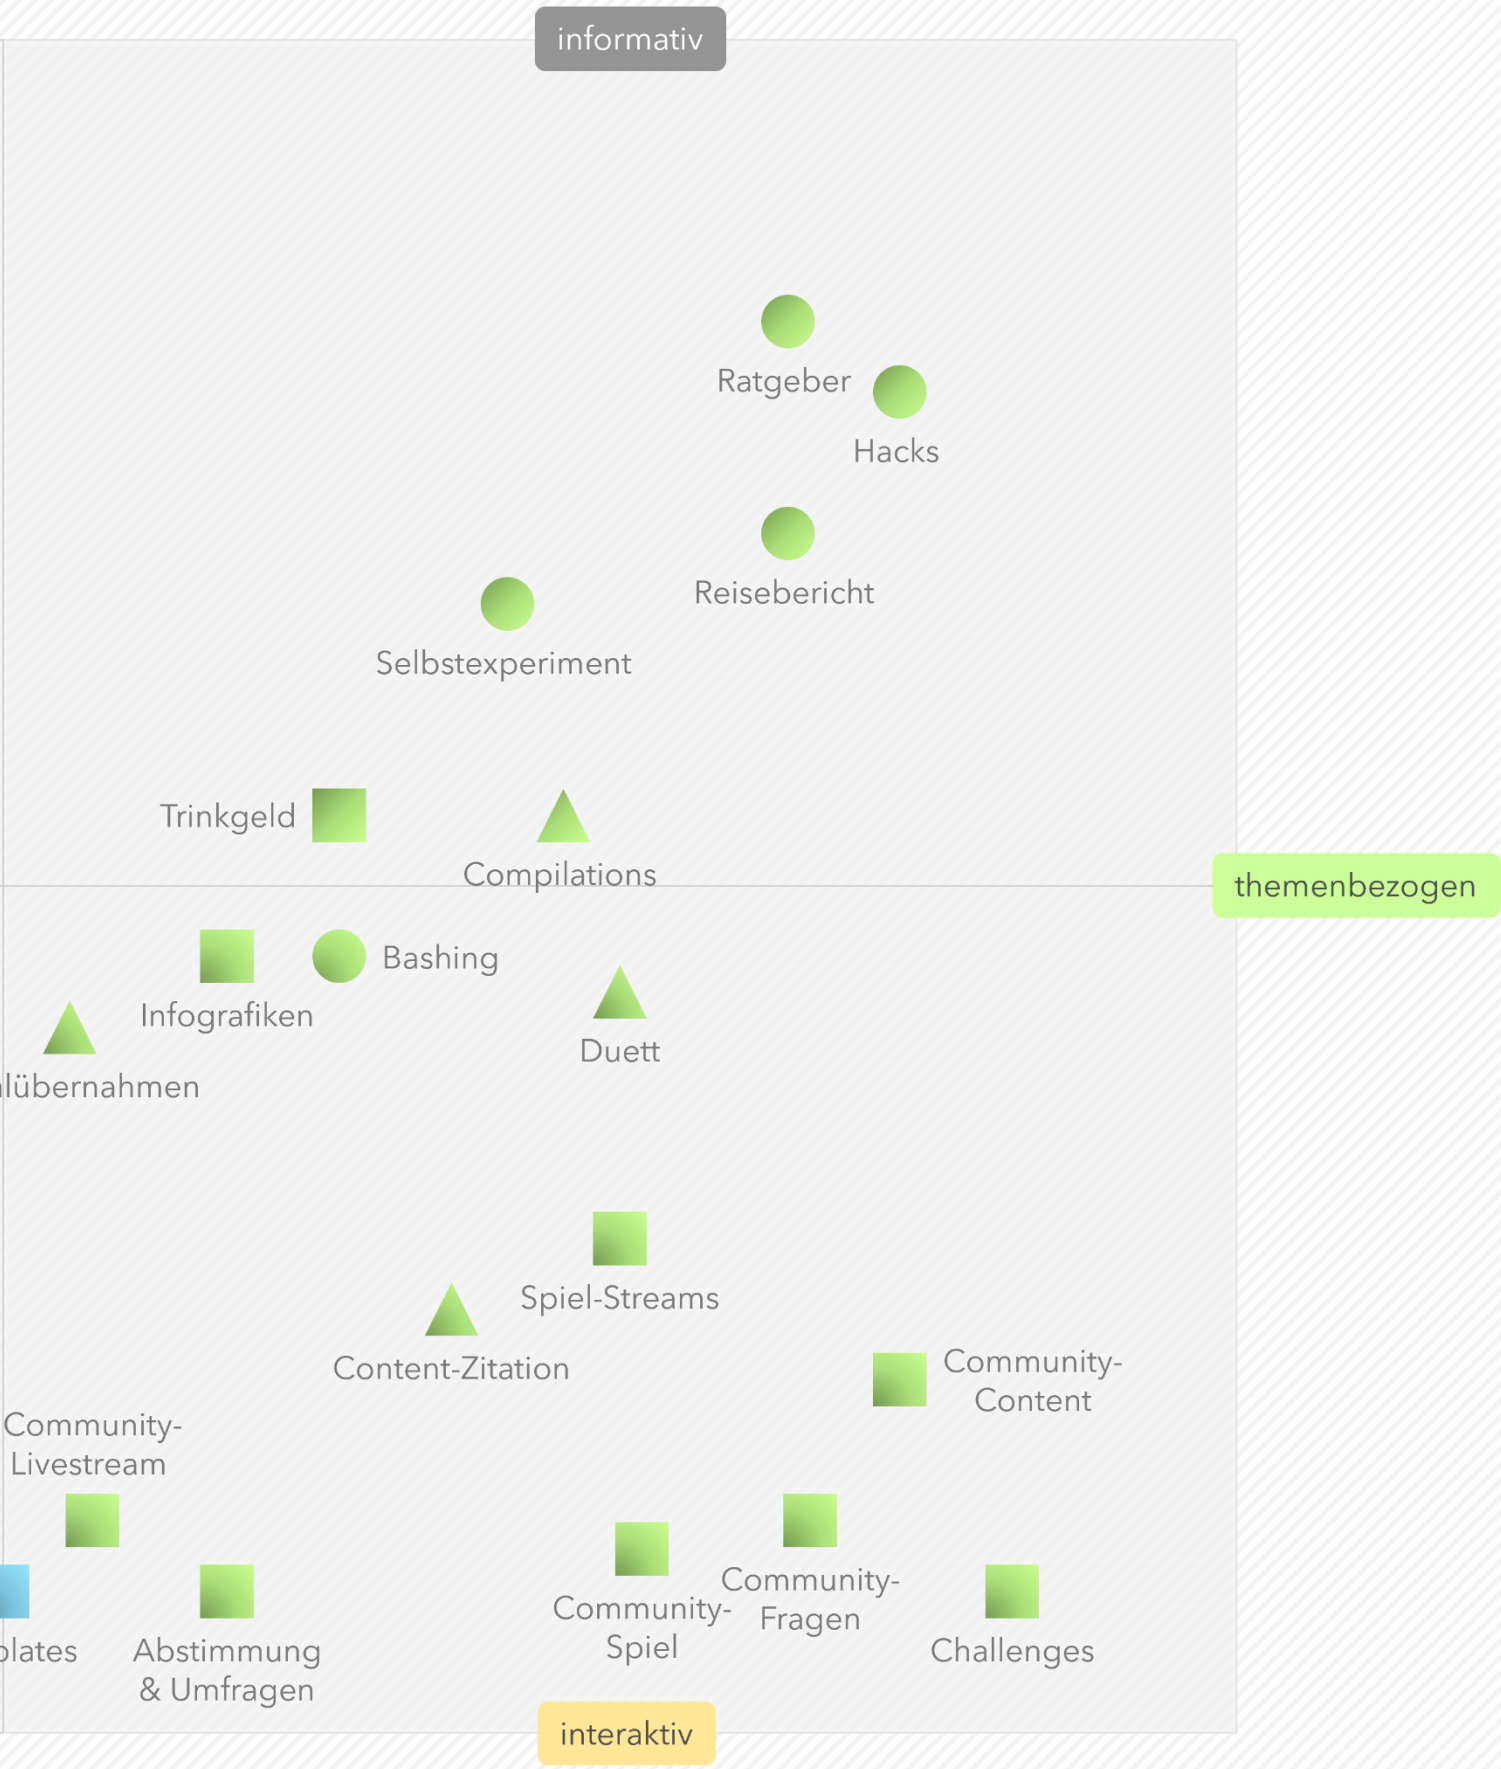 informativ
Ratgeber
Hacks
Reisebericht
Selbstexperiment
Trinkgeld
Compilations
themenbezogen
Infografiken
Bashing
Duett
lübernahmen
Spiel-Streams
Content-Zitation
Community-
Content
Community-
Livestream
Community-
Fragen
Community-
Spiel
Challenges
plates
Abstimmung
& Umfragen
interaktiv